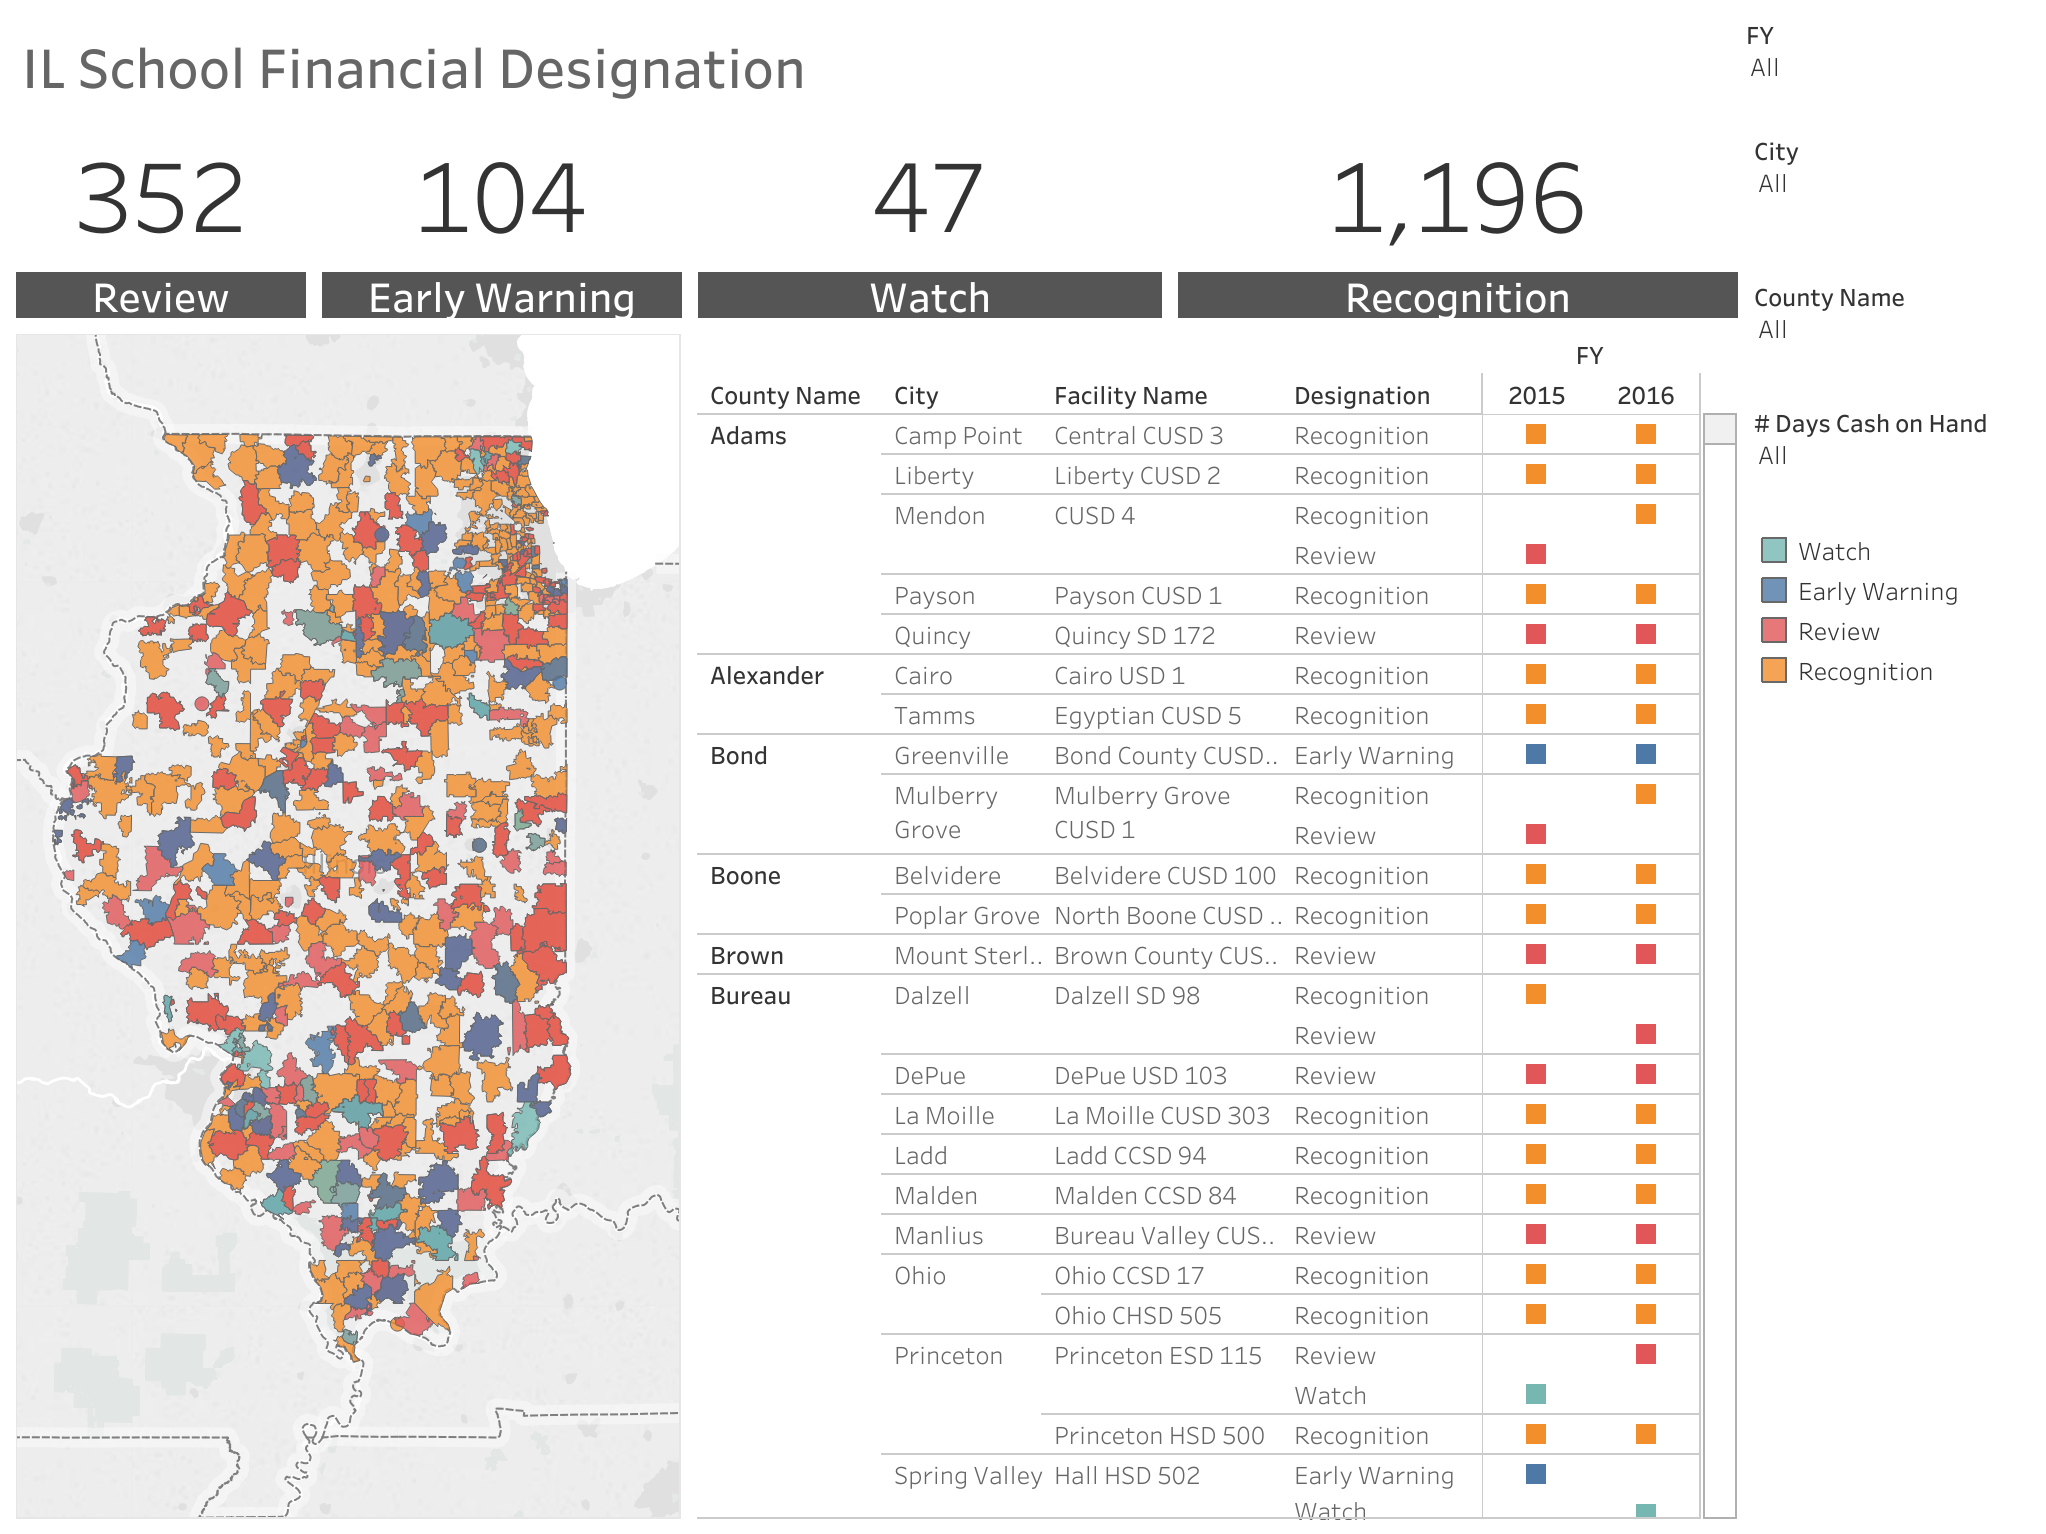 IL School Financial Designation
FY
All
City
All
352 104 47 1,196
Review Early Warning Watch Recognition
County Name
All
# Days Cash on Hand
All
Watch
Early Warning
Review
Recognition
FY
County Name City Facility Name Designation 2015 2016
Adams Camp Point Central CUSD 3 Recognition
Liberty Liberty CUSD 2 Recognition
Mendon CUSD 4 Recognition
Review
Payson Payson CUSD 1 Recognition
Quincy Quincy SD 172 Review
Alexander Cairo Cairo USD 1 Recognition
Tamms Egyptian CUSD 5 Recognition
Bond Greenville Bond County CUSD.. Early Warning
Mulberry Mulberry Grove Recognition
Grove CUSD 1 Review
Boone Belvidere Belvidere CUSD 100 Recognition
Poplar Grove North Boone CUSD .. Recognition
Brown Mount Sterl.. Brown County CUS.. Review
Bureau Dalzell Dalzell SD 98 Recognition
Review
DePue DePue USD 103 Review
La Moille La Moille CUSD 303 Recognition
Ladd Ladd CCSD 94 Recognition
Malden Malden CCSD 84 Recognition
Manlius Bureau Valley CUS.. Review
Ohio Ohio CCSD 17 Recognition
Ohio CHSD 505 Recognition
Princeton Princeton ESD 115 Review
Watch
Princeton HSD 500 Recognition
Spring Valley Hall HSD 502 Early Warning
Watch